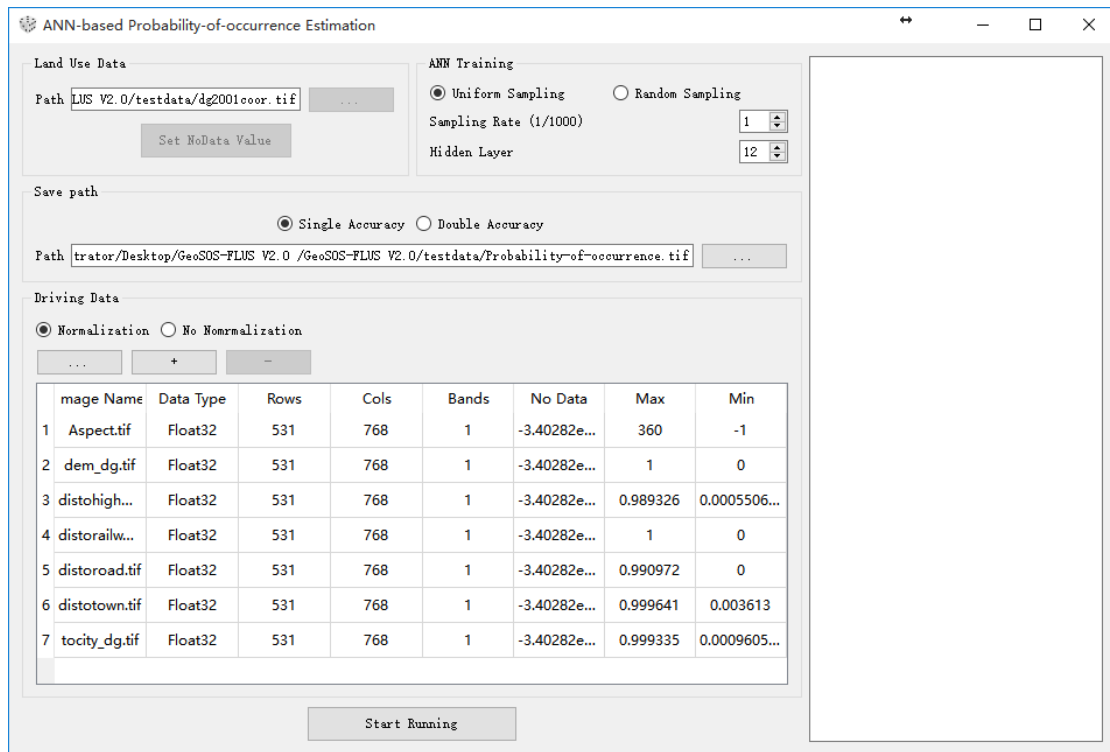 ANN-based Probability-of-occurrence Estimation
Land Use Data
Path LUS V2.0/testdata/dg2001coor.tif ...
Set NoData Value
ANN Training
Uniform Sampling Random Sampling
Sampling Rate (1/1000) 1
Hidden Layer 12
Save path
Single Accuracy Double Accuracy
Path trator/Desktop/GeoSOS-FLUS V2.0 /GeoSOS-FLUS V2.0/testdata/Probability-of-occurrence.tif ...
Driving Data
Normalization No Nomrmalization
... + −
mage Name Data Type Rows Cols Bands No Data Max Min
1 Aspect.tif Float32 531 768 1 -3.40282e... 360 -1
2 dem_dg.tif Float32 531 768 1 -3.40282e... 1 0
3 distohigh... Float32 531 768 1 -3.40282e... 0.989326 0.0005506...
4 distorailw... Float32 531 768 1 -3.40282e... 1 0
5 distoroad.tif Float32 531 768 1 -3.40282e... 0.990972 0
6 distotown.tif Float32 531 768 1 -3.40282e... 0.999641 0.003613
7 tocity_dg.tif Float32 531 768 1 -3.40282e... 0.999335 0.0009605...
Start Running